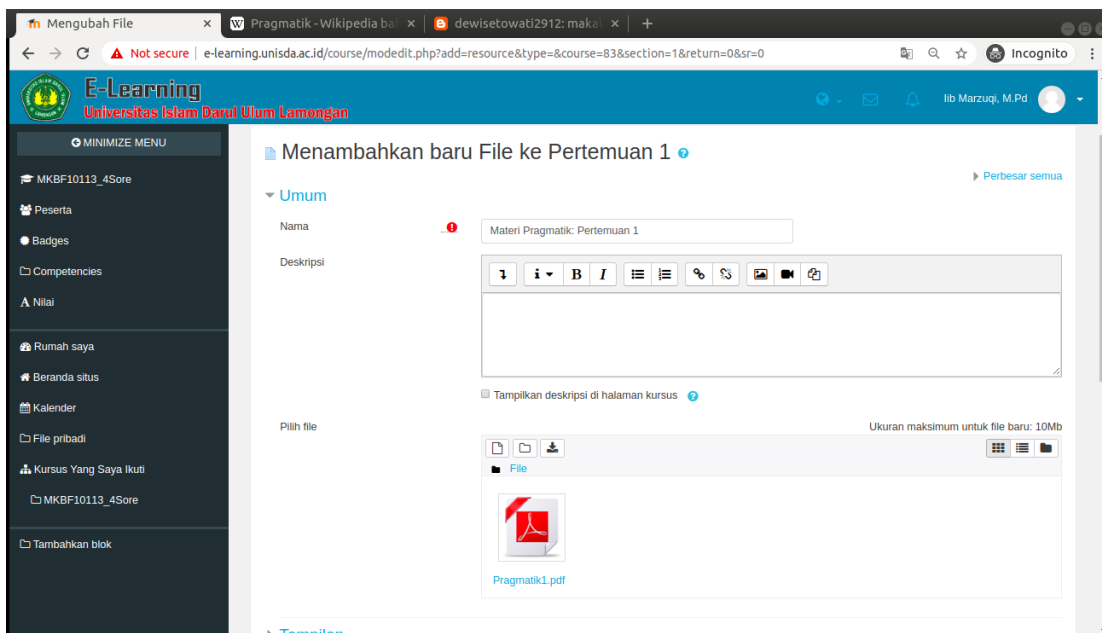 Mengubah File
Pragmatik - Wikipedia bah
dewisetowati2912: makal
Not secure | e-learning.unisda.ac.id/course/modedit.php?add=resource&type=&course=83&section=1&return=0&sr=0
Incognito
E-Learning
Universitas Islam Darul Ulum Lamongan
Iib Marzuqi, M.Pd
MINIMIZE MENU
MKBF10113_4Sore
Peserta
Badges
Competencies
Nilai
Rumah saya
Beranda situs
Kalender
File pribadi
Kursus Yang Saya Ikuti
MKBF10113_4Sore
Tambahkan blok
Menambahkan baru File ke Pertemuan 1
Perbesar semua
Umum
Nama
Materi Pragmatik: Pertemuan 1
Deskripsi
Tampilkan deskripsi di halaman kursus
Pilih file
Ukuran maksimum untuk file baru: 10Mb
File
Pragmatik1.pdf
Tampilan